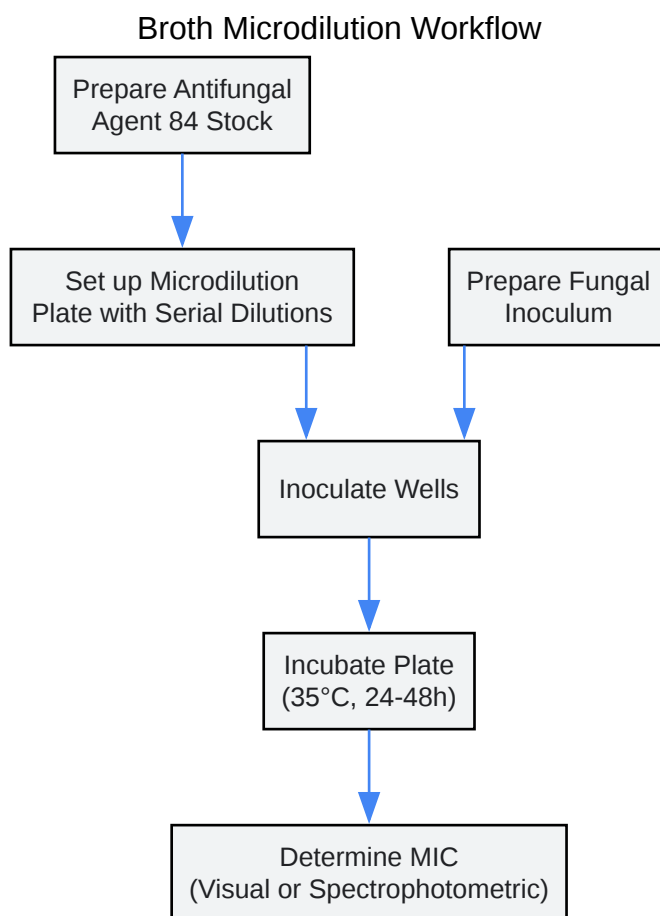 Broth Microdilution Workflow
Prepare Antifungal
Agent 84 Stock
Set up Microdilution
Plate with Serial Dilutions
Prepare Fungal
Inoculum
Inoculate Wells
Incubate Plate
(35°C, 24-48h)
Determine MIC
(Visual or Spectrophotometric)